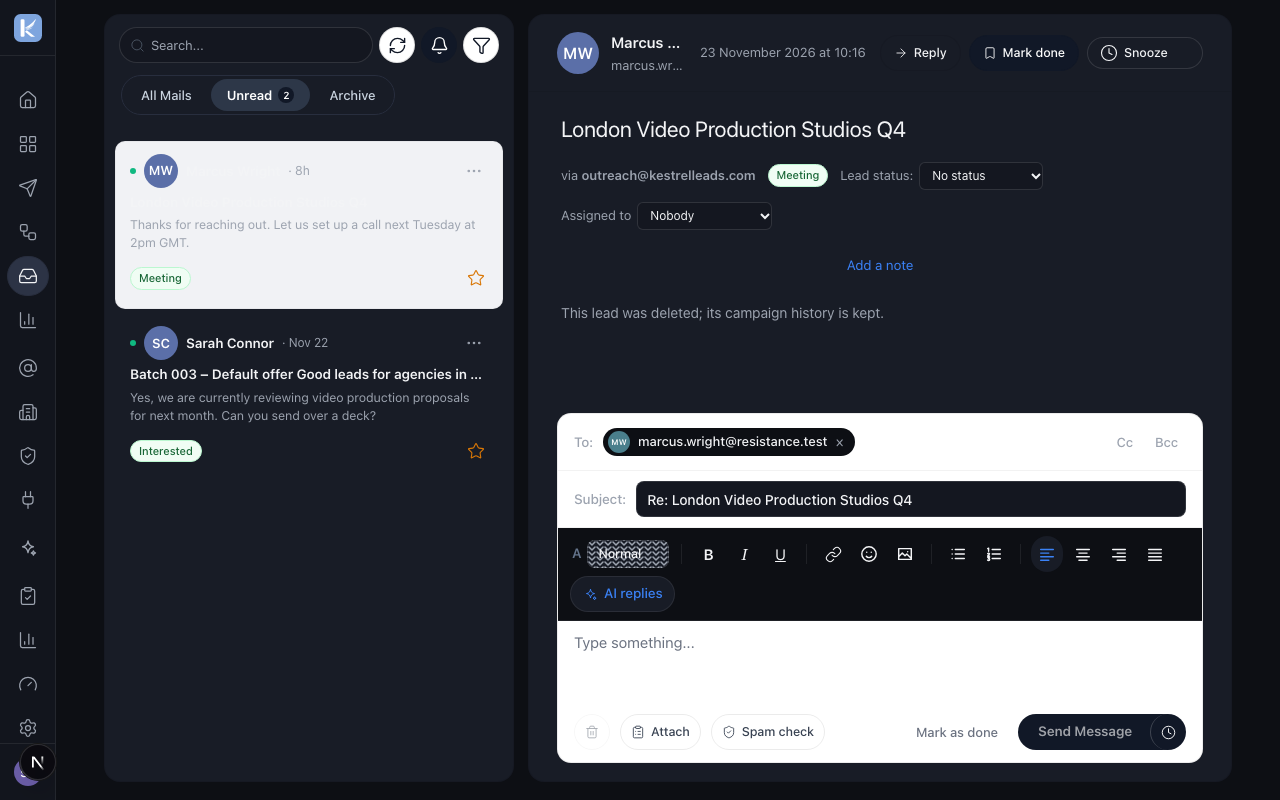 Search...
All Mails
Unread 2
Archive
MW
· 8h
Thanks for reaching out. Let us set up a call next Tuesday at
2pm GMT.
Meeting
SC
Sarah Connor · Nov 22
Batch 003 – Default offer Good leads for agencies in ...
Yes, we are currently reviewing video production proposals
for next month. Can you send over a deck?
Interested
N
MW
Marcus ...
marcus.wr...
23 November 2026 at 10:16
Reply
Mark done
Snooze
London Video Production Studios Q4
via outreach@kestrelleads.com
Meeting
Lead status:
No status
Assigned to
Nobody
Add a note
This lead was deleted; its campaign history is kept.
To:
MW
marcus.wright@resistance.test ×
Cc
Bcc
Subject:
Re: London Video Production Studios Q4
A
Normal
B
I
U
AI replies
Type something...
Attach
Spam check
Mark as done
Send Message